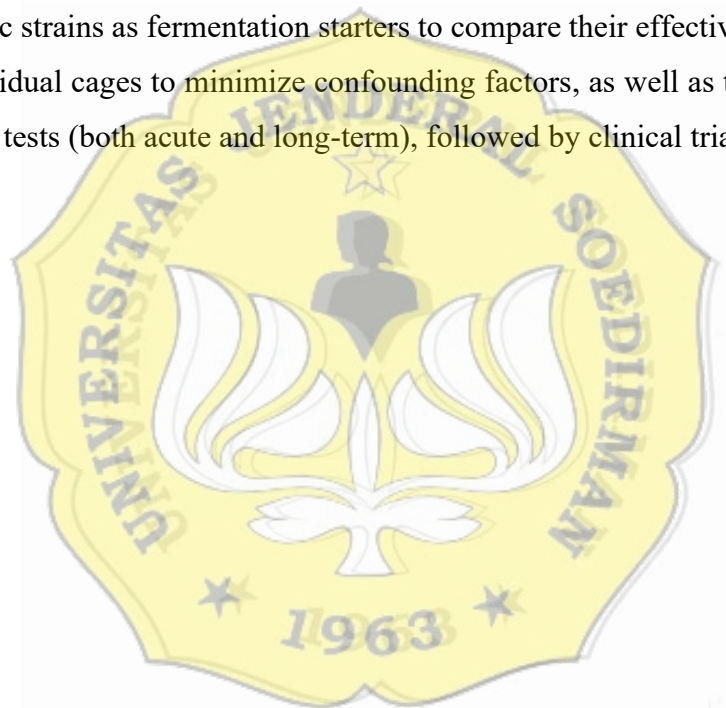 c strains as fermentation starters to compare their effectiv
idual cages to minimize confounding factors, as well as t
tests (both acute and long-term), followed by clinical tria
UNIVERSITAS JENDERAL SOEDIRMAN
1963